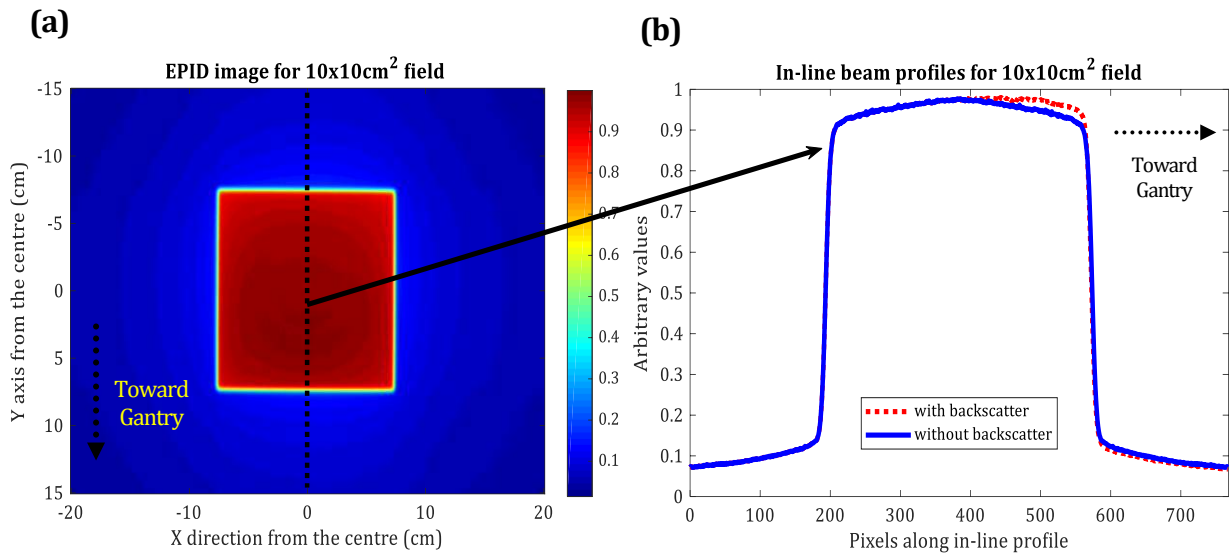 (a)
EPID image for 10x10cm² field
-15
-10
-5
0
5
10
15
Y axis from the centre (cm)
-20
-10
0
10
20
X direction from the centre (cm)
Toward
Gantry
0.9
0.8
0.7
0.6
0.5
0.4
0.3
0.2
0.1
(b)
In-line beam profiles for 10x10cm² field
1
0.9
0.8
0.7
0.6
0.5
0.4
0.3
0.2
0.1
0
Arbitrary values
Toward
Gantry
with backscatter
without backscatter
0
100
200
300
400
500
600
700
Pixels along in-line profile